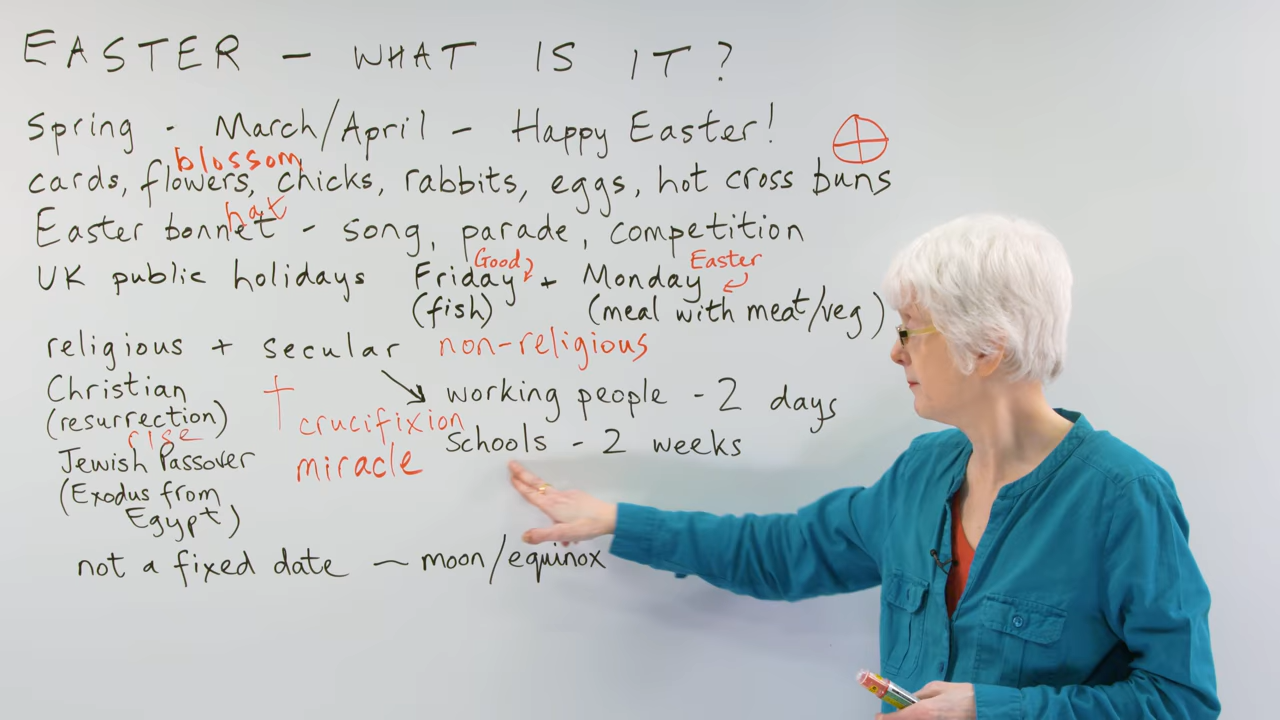 EASTER – WHAT IS IT?
Spring - March/April – Happy Easter!
blossom
cards, flowers, chicks, rabbits, eggs, hot cross buns
hat
Easter bonnet - song, parade, competition
Good Easter
UK public holidays Friday + Monday
(fish) (meal with meat/veg)
religious + secular non-religious
Christian working people - 2 days
(resurrection) crucifixion
rise schools - 2 weeks
Jewish Passover miracle
(Exodus from
Egypt)
not a fixed date — moon/equinox